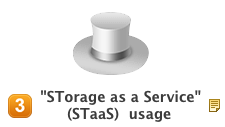 3
"STorage as a Service"
(STaaS) usage